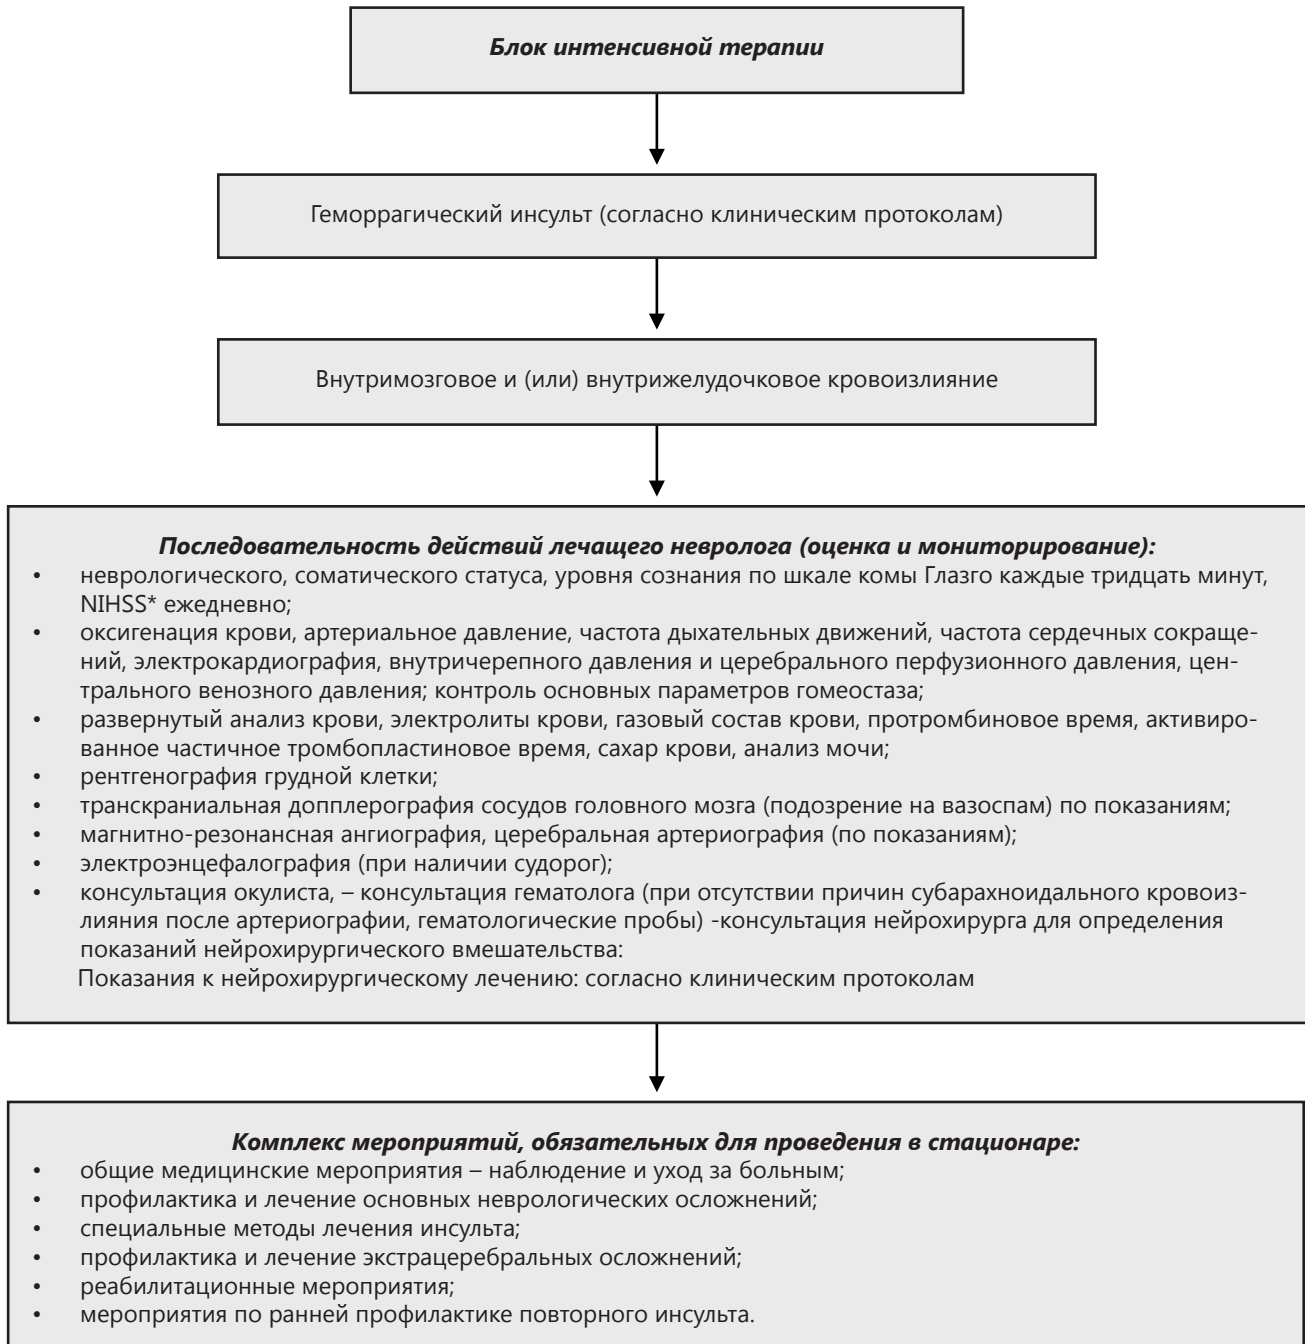 Блок интенсивной терапии
Геморрагический инсульт (согласно клиническим протоколам)
Внутримозговое и (или) внутрижелудочковое кровоизлияние
Последовательность действий лечащего невролога (оценка и мониторирование):
• неврологического, соматического статуса, уровня сознания по шкале комы Глазго каждые тридцать минут,
NIHSS* ежедневно;
• оксигенация крови, артериальное давление, частота дыхательных движений, частота сердечных сокраще-
ний, электрокардиография, внутричерепного давления и церебрального перфузионного давления, цен-
трального венозного давления; контроль основных параметров гомеостаза;
• развернутый анализ крови, электролиты крови, газовый состав крови, протромбиновое время, активиро-
ванное частичное тромбопластиновое время, сахар крови, анализ мочи;
• рентгенография грудной клетки;
• транскраниальная допплерография сосудов головного мозга (подозрение на вазоспам) по показаниям;
• магнитно-резонансная ангиография, церебральная артериография (по показаниям);
• электроэнцефалография (при наличии судорог);
• консультация окулиста, – консультация гематолога (при отсутствии причин субарахноидального кровоиз-
лияния после артериографии, гематологические пробы) -консультация нейрохирурга для определения
показаний нейрохирургического вмешательства:
Показания к нейрохирургическому лечению: согласно клиническим протоколам
Комплекс мероприятий, обязательных для проведения в стационаре:
• общие медицинские мероприятия – наблюдение и уход за больным;
• профилактика и лечение основных неврологических осложнений;
• специальные методы лечения инсульта;
• профилактика и лечение экстрацеребральных осложнений;
• реабилитационные мероприятия;
• мероприятия по ранней профилактике повторного инсульта.